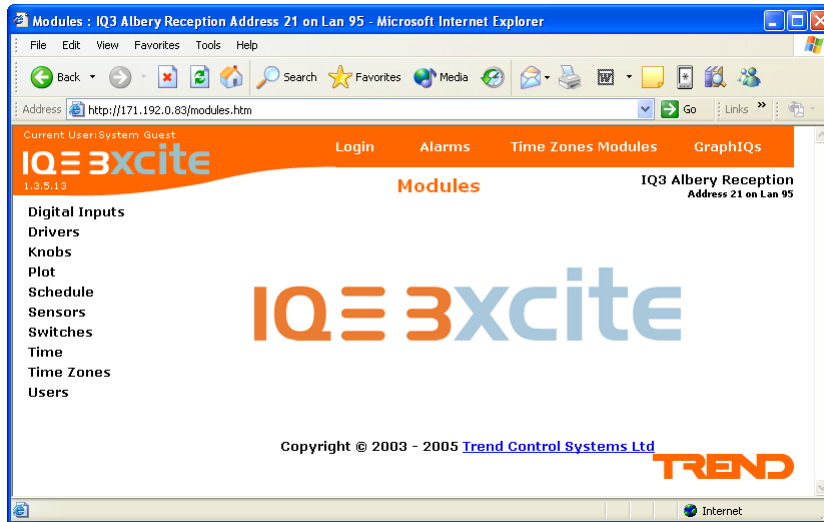 Modules : IQ3 Albery Reception Address 21 on Lan 95 - Microsoft Internet Explorer
File Edit View Favorites Tools Help
Back Search Favorites Media
Address http://171.192.0.83/modules.htm Go Links »
Current User:System Guest
IQ3xcite
1.3.5.13
Login Alarms Time Zones Modules GraphIQs
Modules
IQ3 Albery Reception
Address 21 on Lan 95
Digital Inputs
Drivers
Knobs
Plot
Schedule
Sensors
Switches
Time
Time Zones
Users
IQ3xcite
Copyright © 2003 - 2005 Trend Control Systems Ltd
TREND
Internet